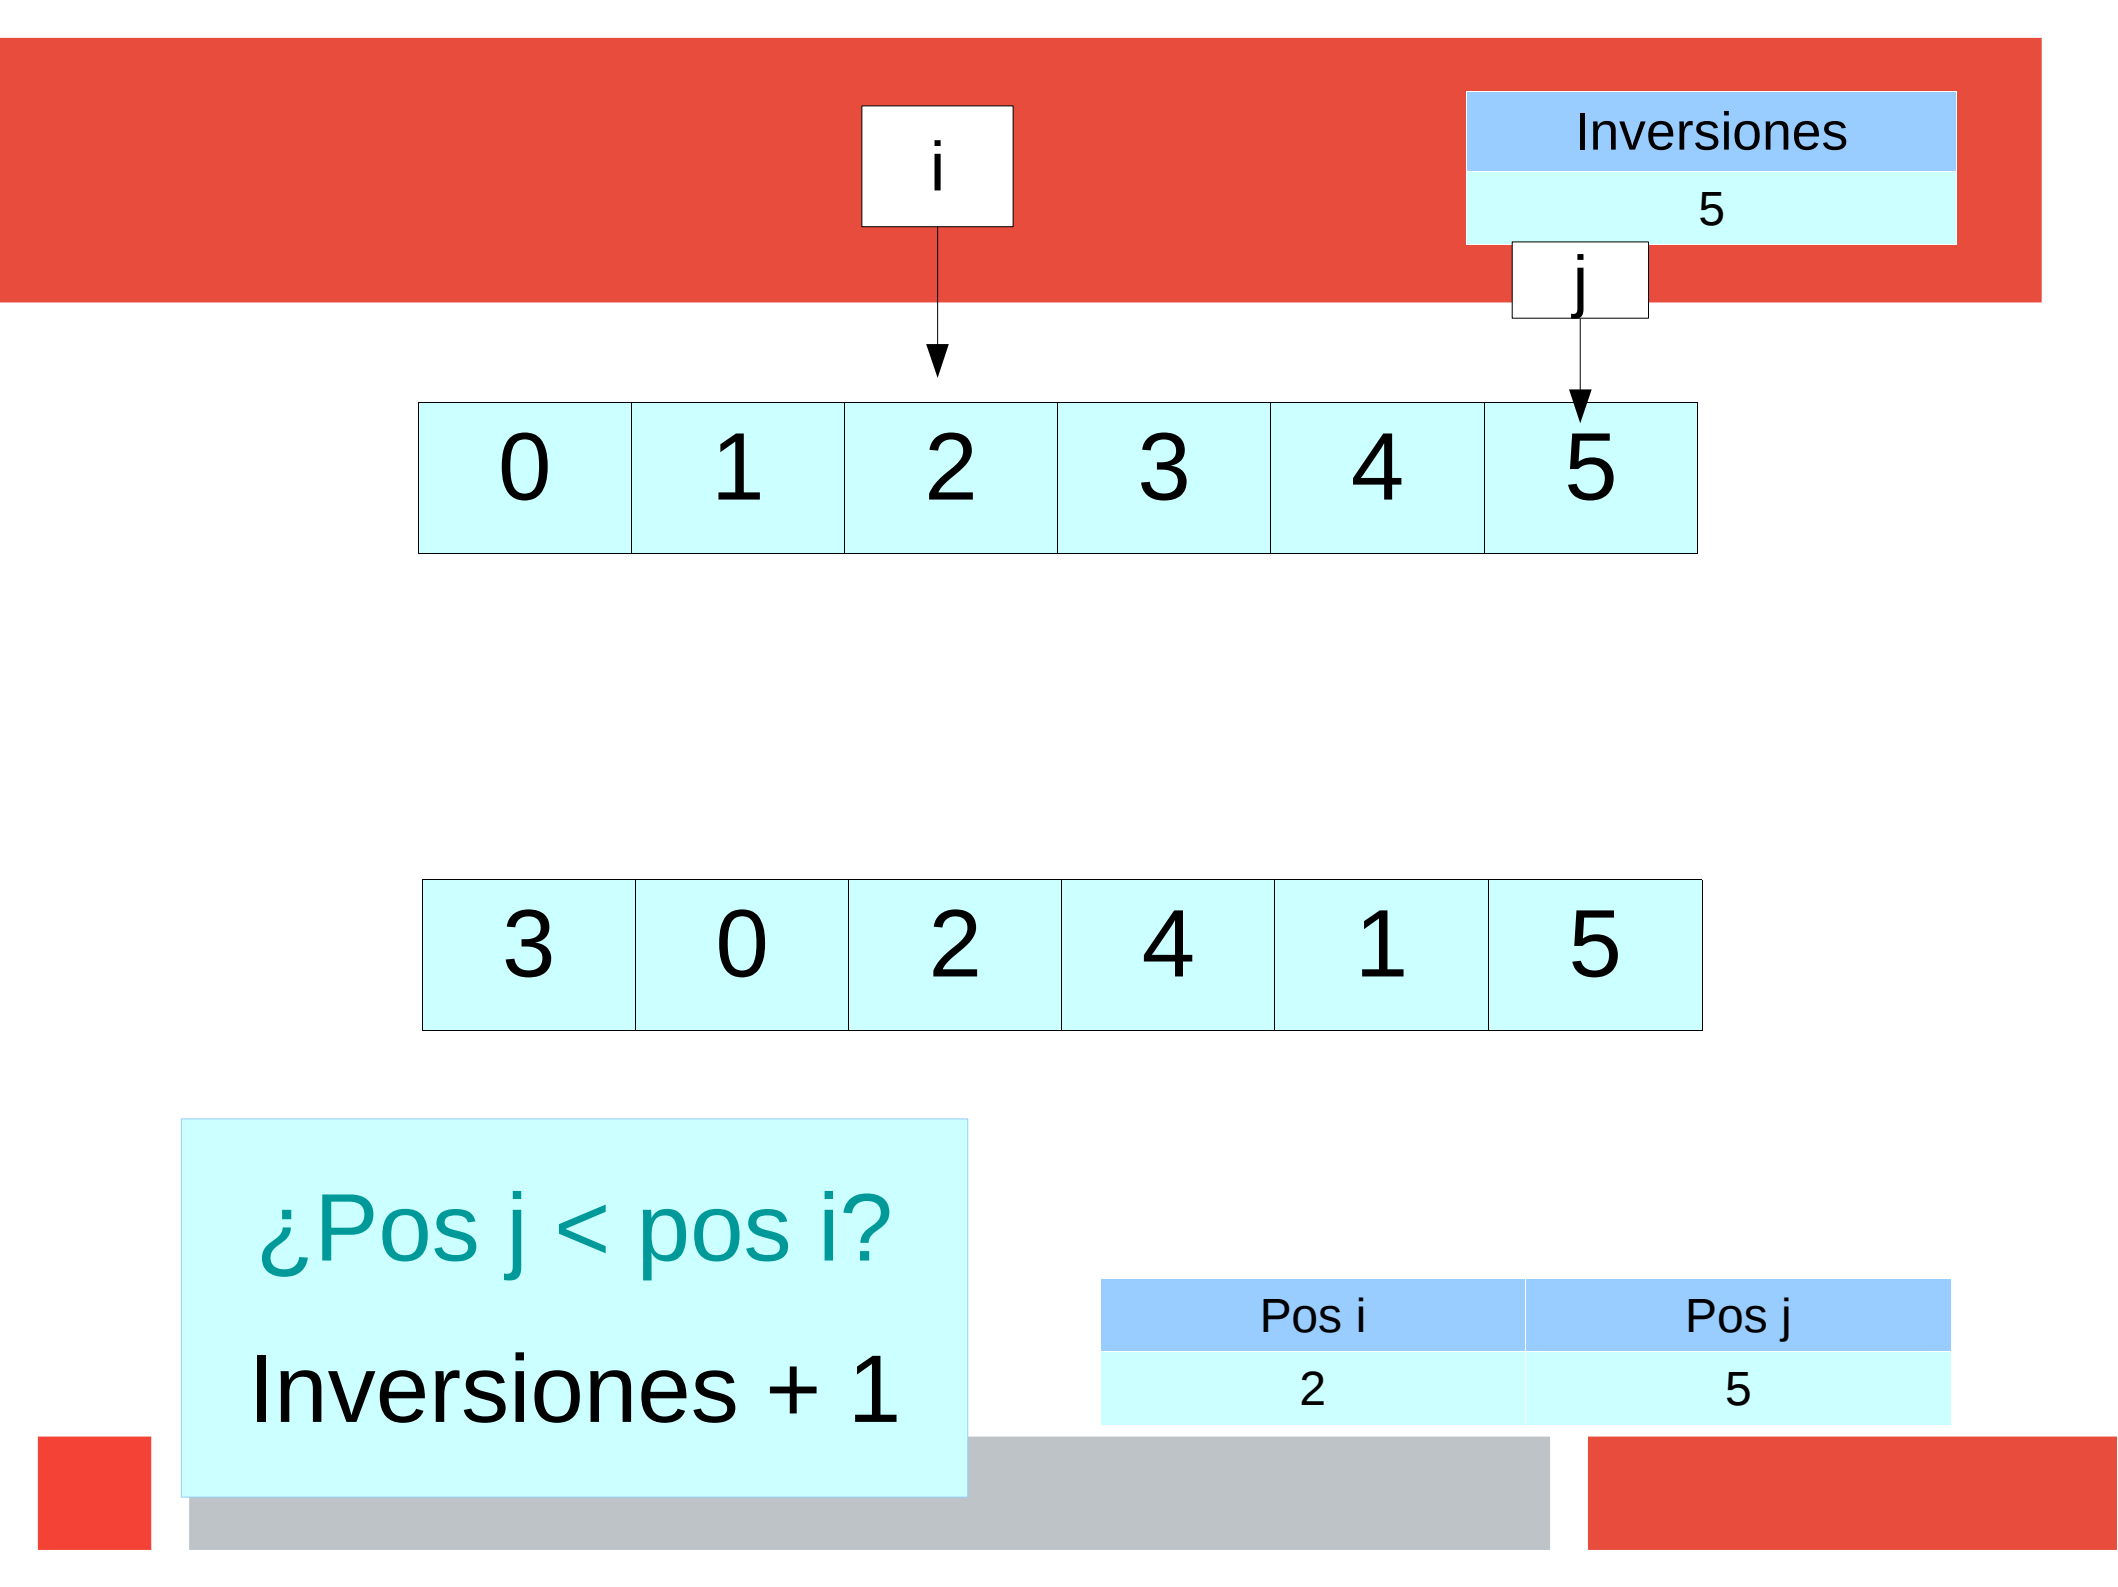 i
Inversiones
5
j
0 1 2 3 4 5
3 0 2 4 1 5
¿Pos j < pos i?
Inversiones + 1
Pos i Pos j
2 5